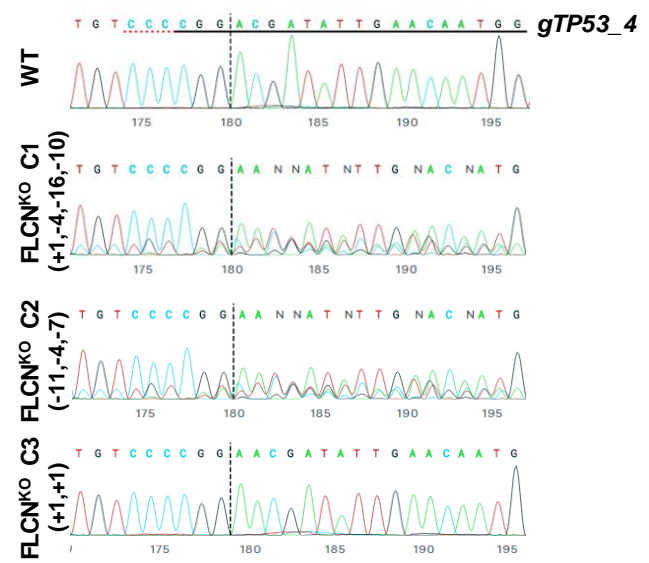 T G T C C C C G G A C G A T A T T G A A C A A T G G gTP53_4
WT
175 180 185 190 195
FLCNKO C1
(+1,-4,-16,-10)
T G T C C C C G G A A N N A T N T T G N A C N A T G
175 180 185 190 195
FLCNKO C2
(-11,-4,-7)
T G T C C C C G G A A N N A T N T T G N A C N A T G
175 180 185 190 195
FLCNKO C3
(+1,+1)
T G T C C C C G G A A C G A T A T T G A A C A A T G
175 180 185 190 195